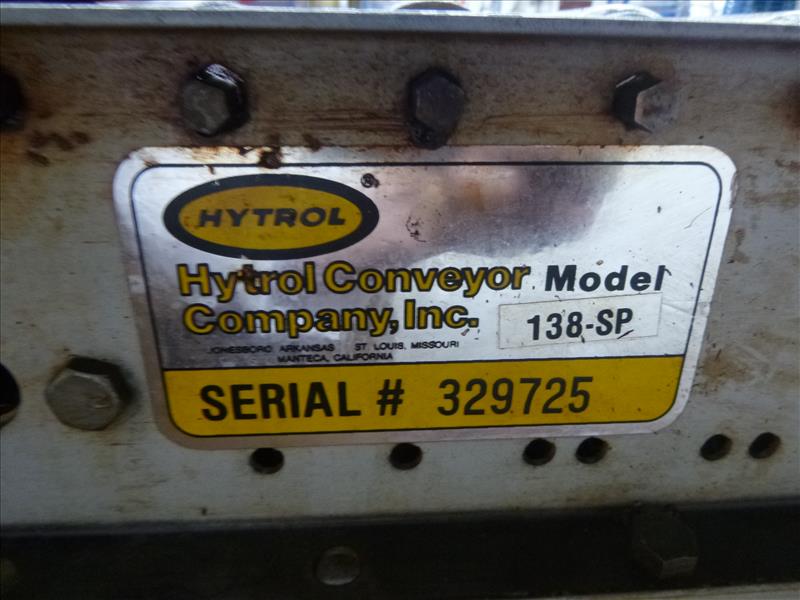 HYTROL ®
Hytrol Conveyor Model
Company, Inc. 138-SP
JONESBORO ARKANSAS ST LOUIS, MISSOURI
MANTECA, CALIFORNIA
SERIAL # 329725